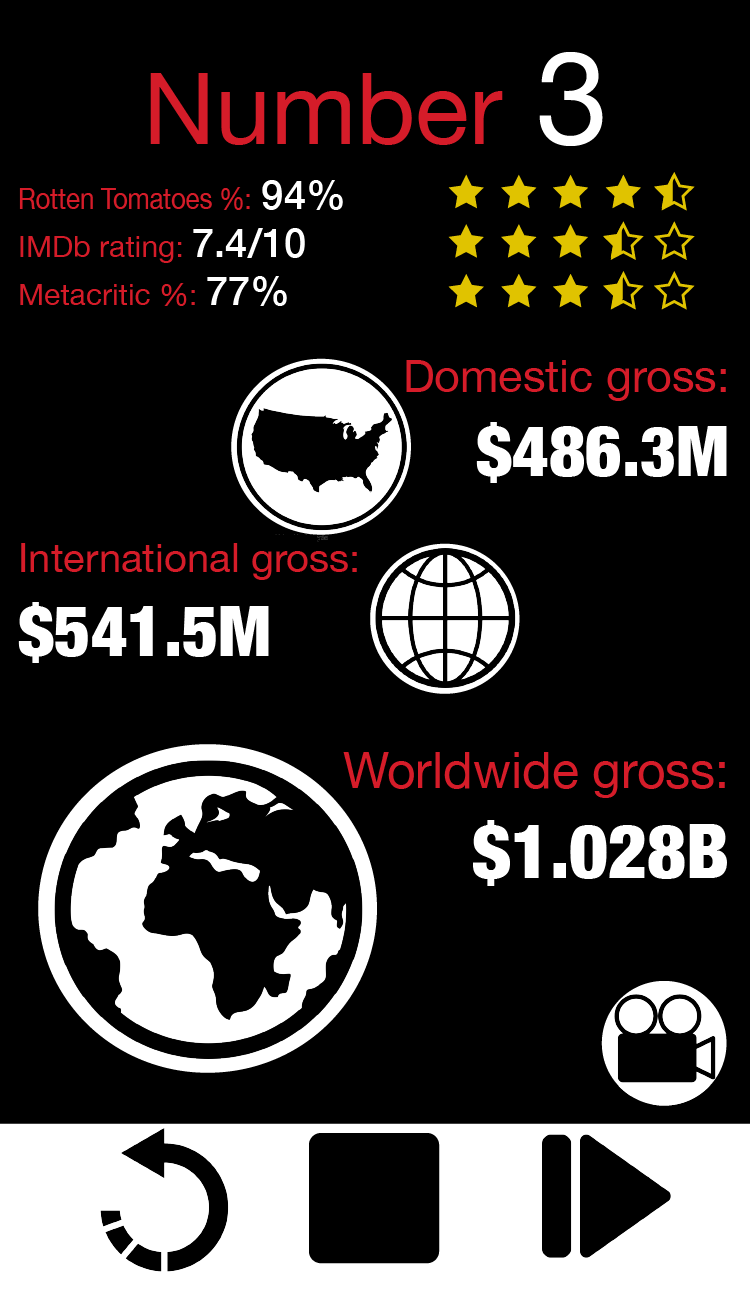 Number 3
Rotten Tomatoes %: 94%
IMDb rating: 7.4/10
Metacritic %: 77%
Domestic gross:
$486.3M
International gross:
$541.5M
Worldwide gross:
$1.028B